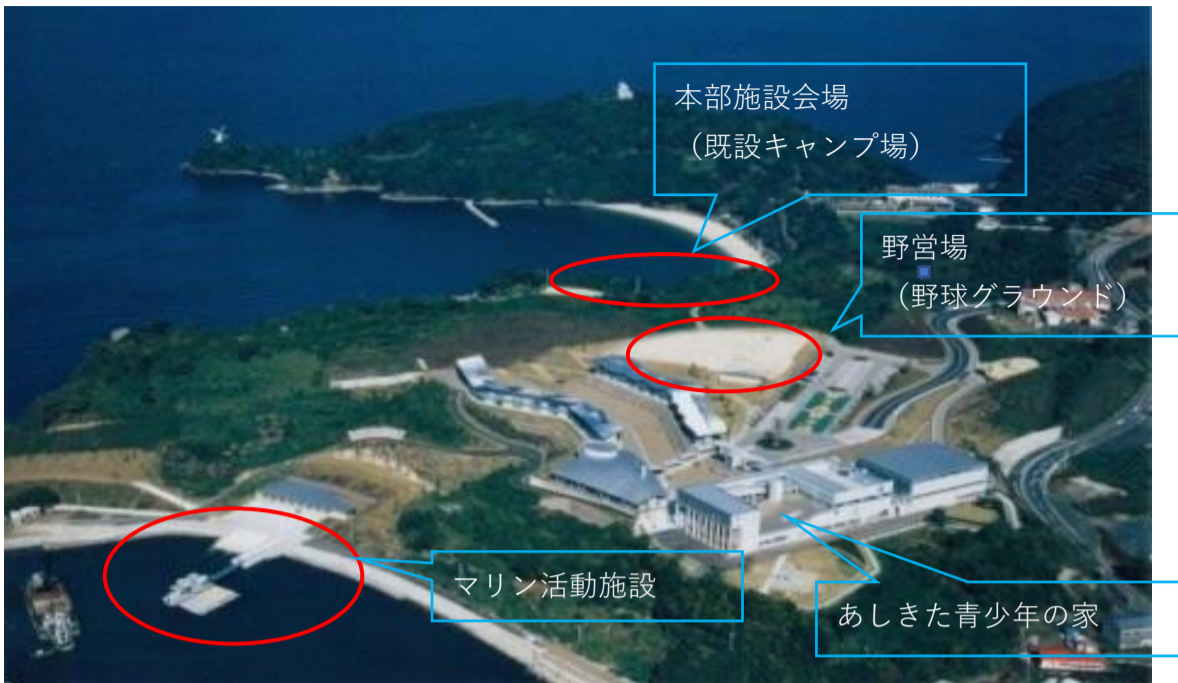 本部施設会場
（既設キャンプ場）
野営場
（野球グラウンド）
マリン活動施設
あしきた青少年の家